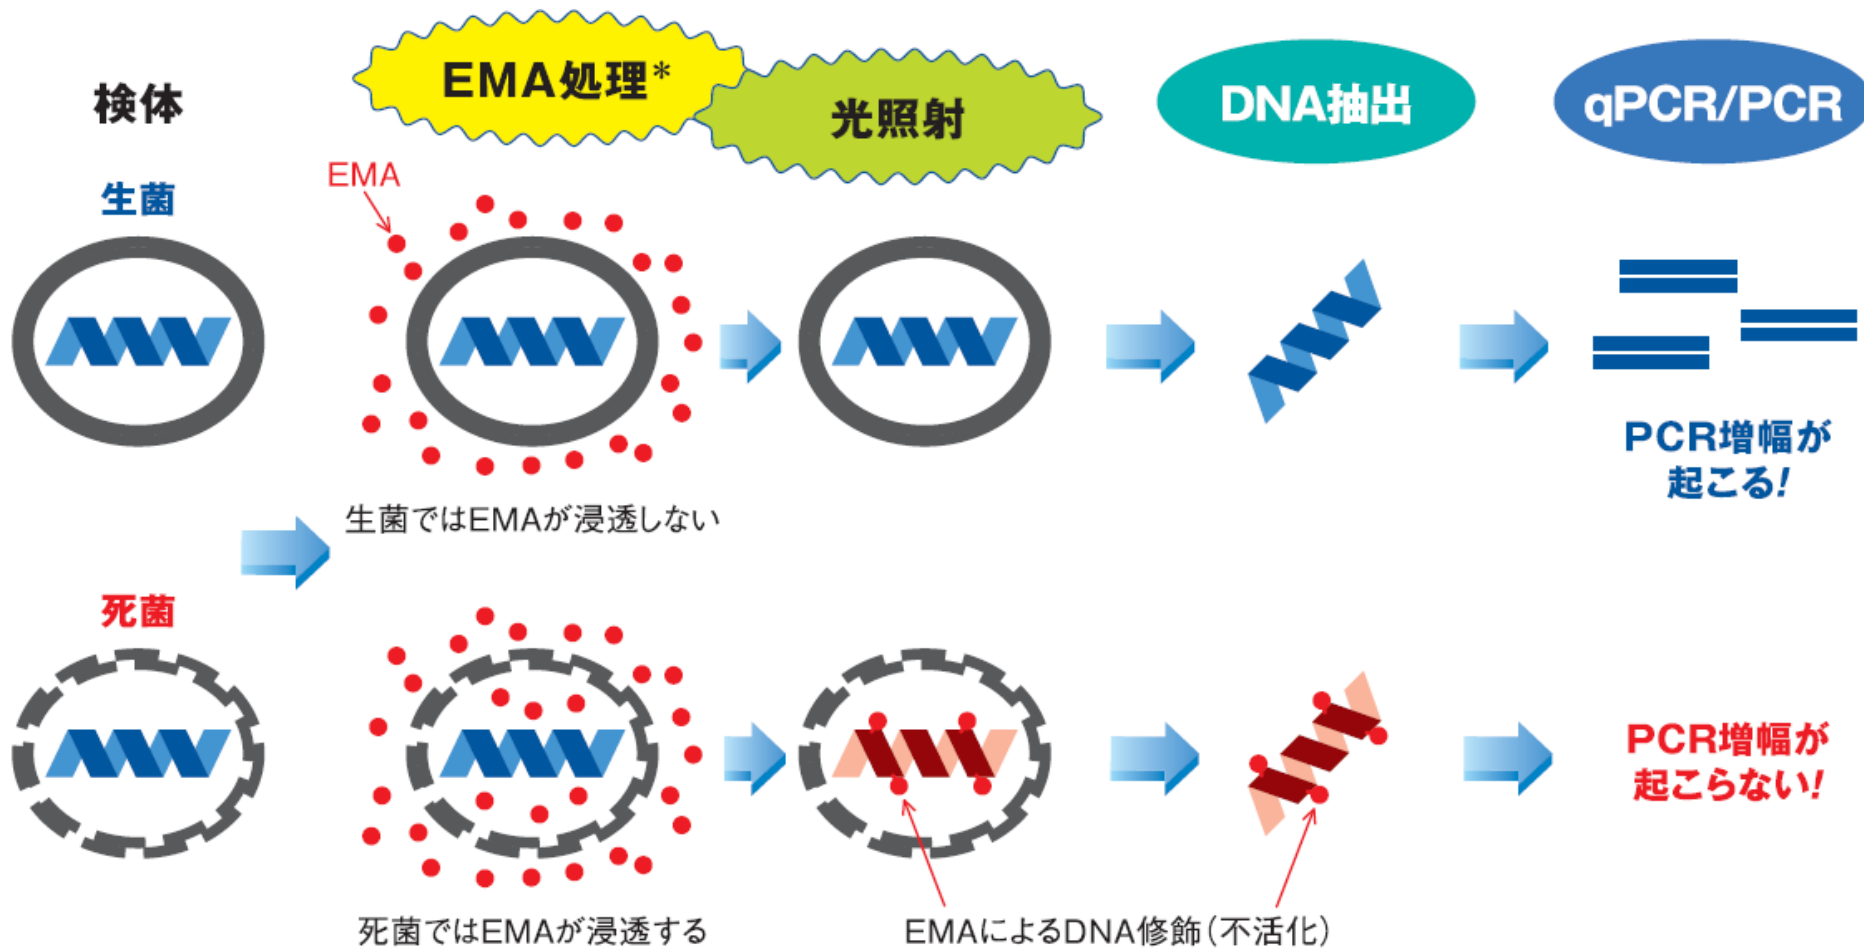 検体
EMA処理*
光照射
DNA抽出
qPCR/PCR
生菌
EMA
生菌ではEMAが浸透しない
PCR増幅が
起こる!
死菌
死菌ではEMAが浸透する
EMAによるDNA修飾(不活化)
PCR増幅が
起こらない!